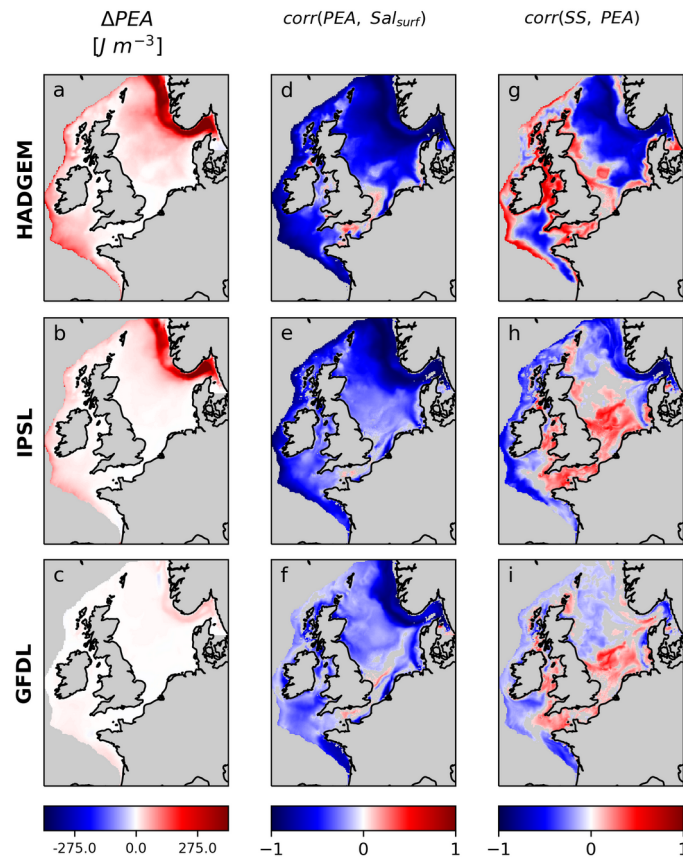 ΔPEA corr(PEA, Sal_surf) corr(SS, PEA)
[J m⁻³]
HADGEM
a d g
IPSL
b e h
GFDL
c f i
-275.0 0.0 275.0 −1 0 1 −1 0 1